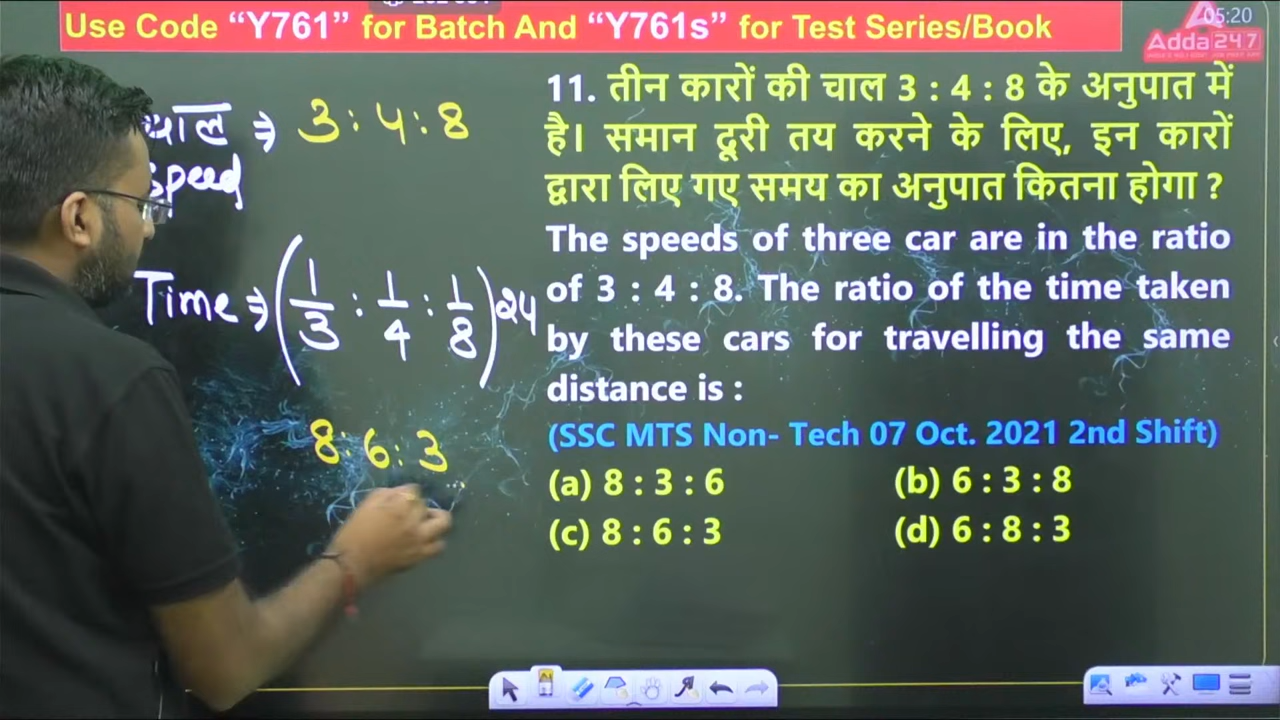 Use Code “Y761” for Batch And “Y761s” for Test Series/Book
05:20
Adda247
चाल ⇒ 3 : 4 : 8
Speed
Time ⇒ (1/3 : 1/4 : 1/8) 24
8 : 6 : 3
11. तीन कारों की चाल 3 : 4 : 8 के अनुपात में
है। समान दूरी तय करने के लिए, इन कारों
द्वारा लिए गए समय का अनुपात कितना होगा ?
The speeds of three car are in the ratio
of 3 : 4 : 8. The ratio of the time taken
by these cars for travelling the same
distance is :
(SSC MTS Non- Tech 07 Oct. 2021 2nd Shift)
(a) 8 : 3 : 6 (b) 6 : 3 : 8
(c) 8 : 6 : 3 (d) 6 : 8 : 3